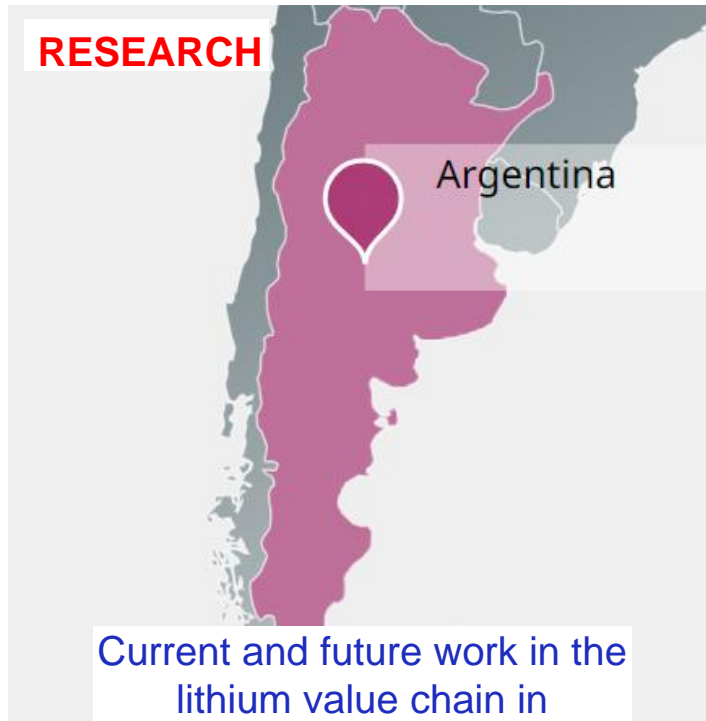 RESEARCH
Argentina
Current and future work in the
lithium value chain in